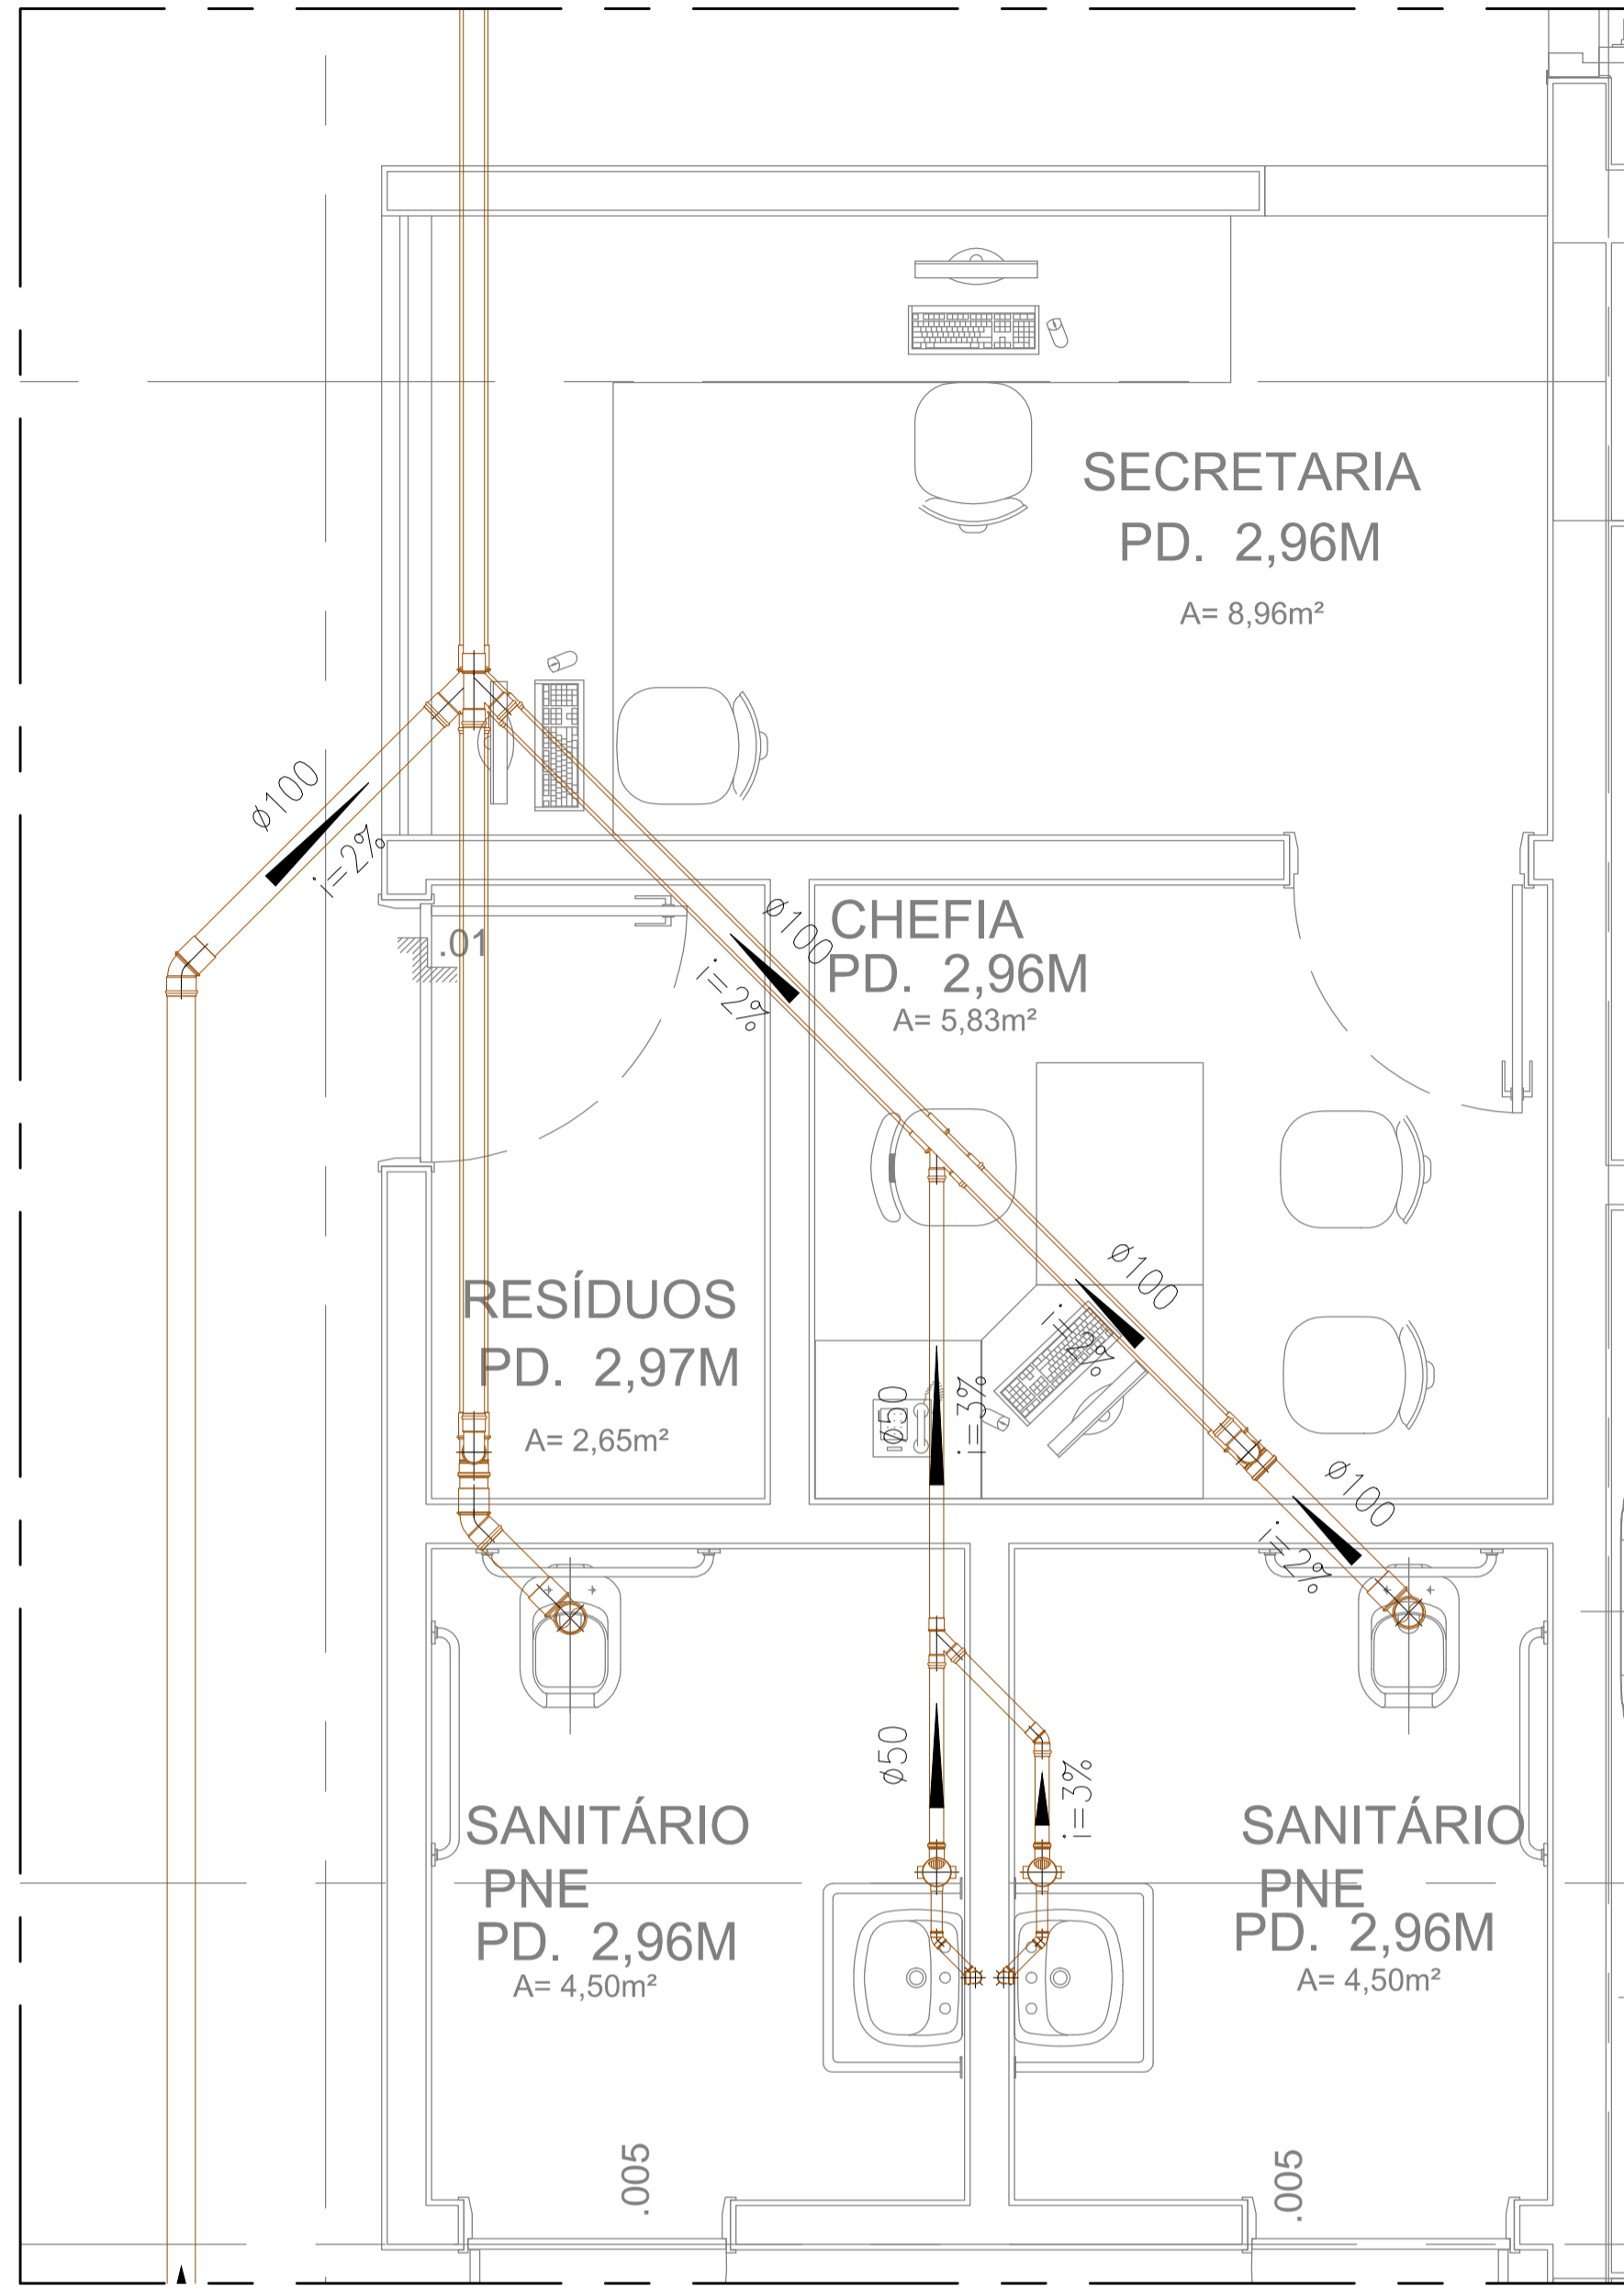 SECRETARIA
PD. 2,96M
A= 8,96m²
ø100
i=2%
ø100
i=2%
CHEFIA
PD. 2,96M
A= 5,83m²
.01
RESÍDUOS
PD. 2,97M
A= 2,65m²
ø100
i=2%
ø50
i=3%
ø100
i=2%
ø50
i=3%
SANITÁRIO
PNE
PD. 2,96M
A= 4,50m²
SANITÁRIO
PNE
PD. 2,96M
A= 4,50m²
.005
.005